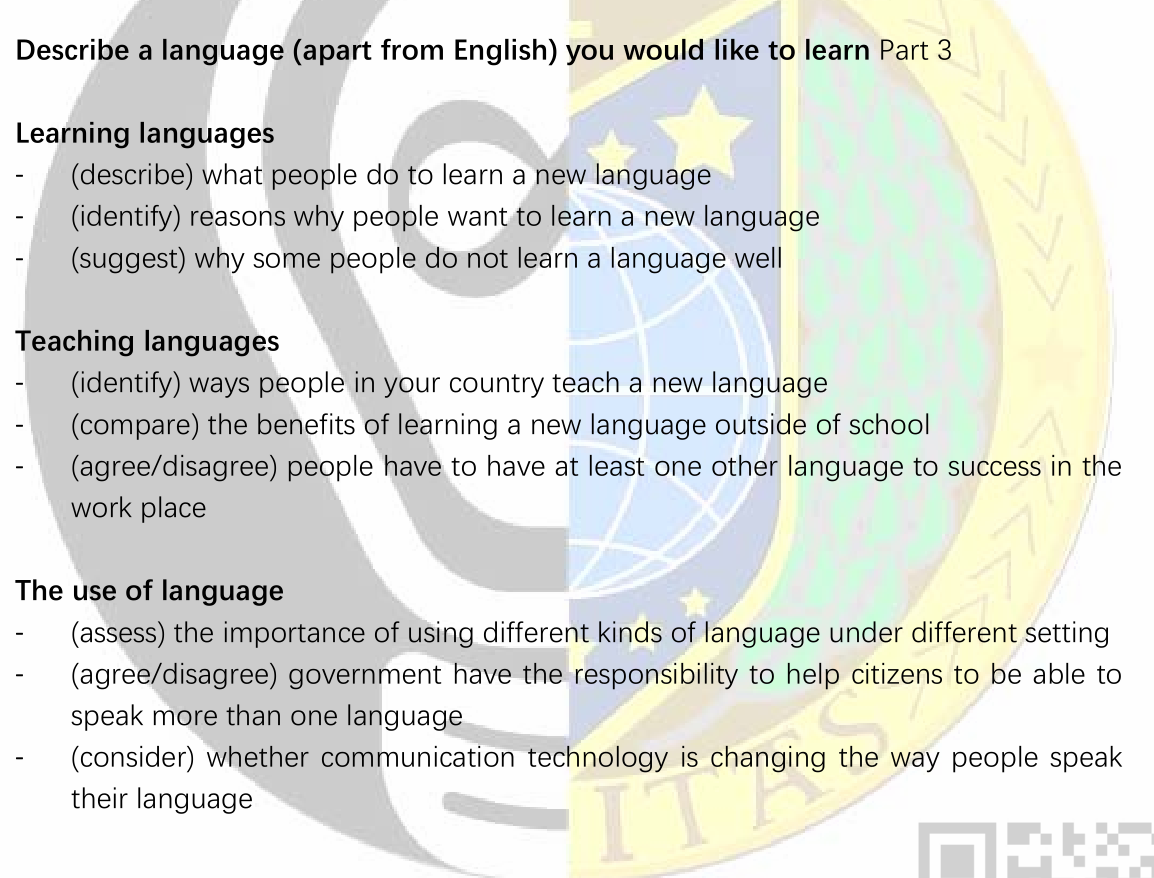 Describe a language (apart from English) you would like to learn Part 3
Learning languages
- (describe) what people do to learn a new language
- (identify) reasons why people want to learn a new language
- (suggest) why some people do not learn a language well
Teaching languages
- (identify) ways people in your country teach a new language
- (compare) the benefits of learning a new language outside of school
- (agree/disagree) people have to have at least one other language to success in the
work place
The use of language
- (assess) the importance of using different kinds of language under different setting
- (agree/disagree) government have the responsibility to help citizens to be able to
speak more than one language
- (consider) whether communication technology is changing the way people speak
their language
ITAS